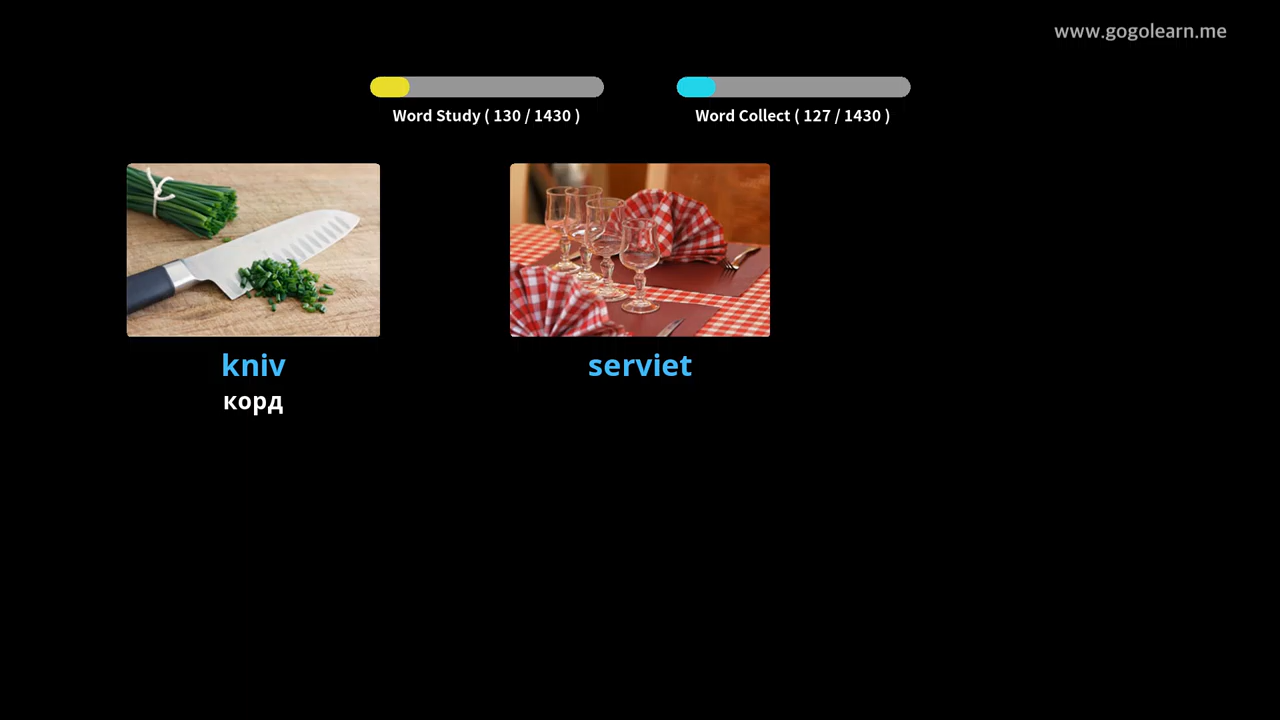 www.gogolearn.me
Word Study ( 130 / 1430 )
Word Collect ( 127 / 1430 )
kniv
корд
serviet